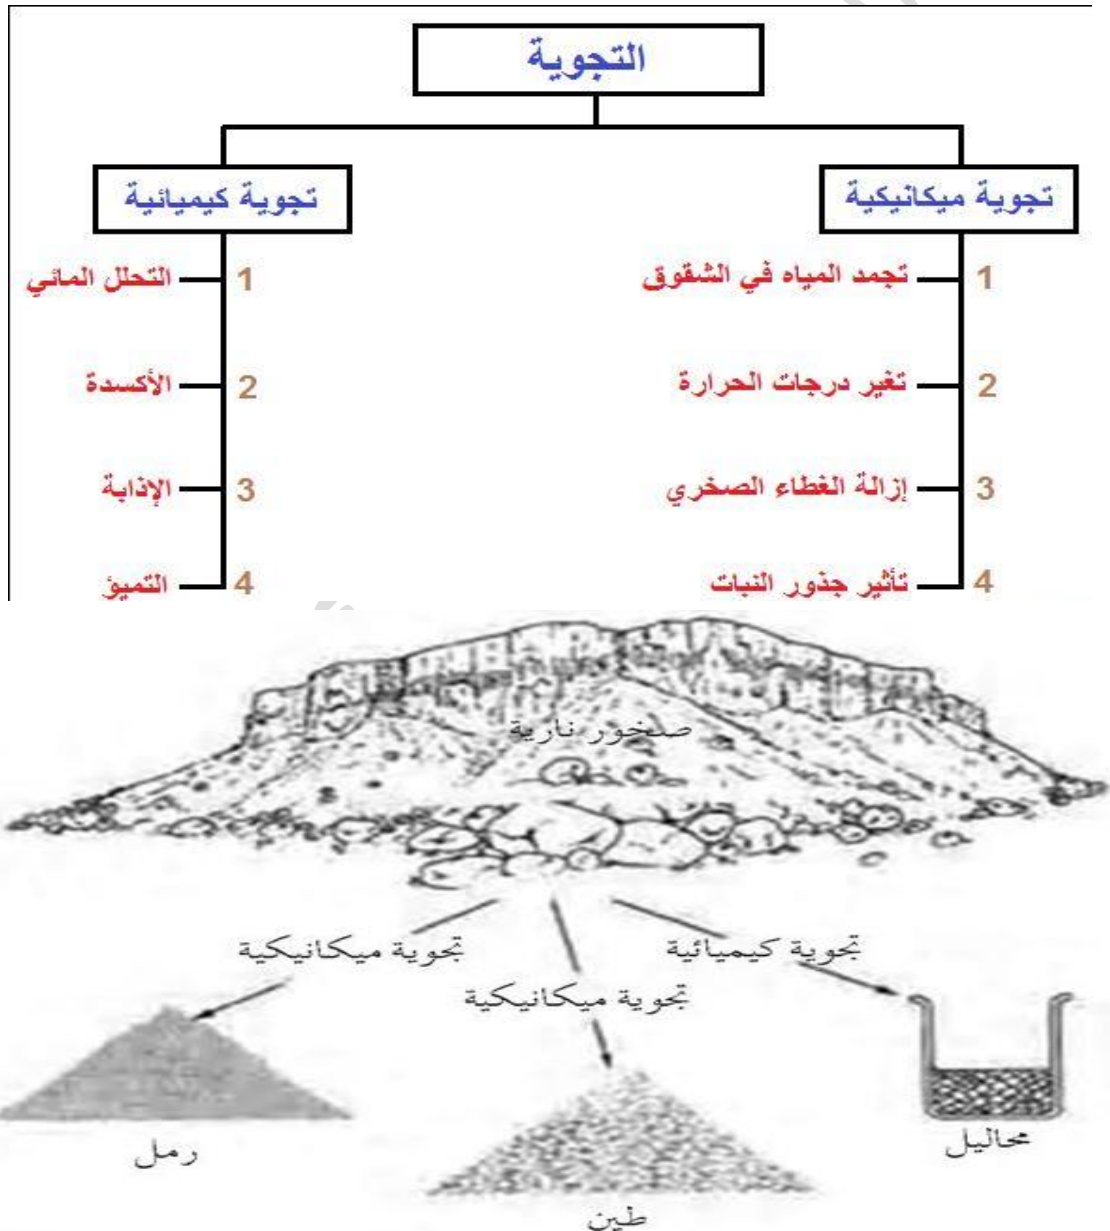 التجوية
تجوية ميكانيكية
1 تجمد المياه في الشقوق
2 تغير درجات الحرارة
3 إزالة الغطاء الصخري
4 تأثير جذور النبات
تجوية كيميائية
1 التحلل المائي
2 الأكسدة
3 الإذابة
4 التميؤ
صخور نارية
تجوية كيميائية
تجوية ميكانيكية
تجوية ميكانيكية
محاليل
طين
رمل